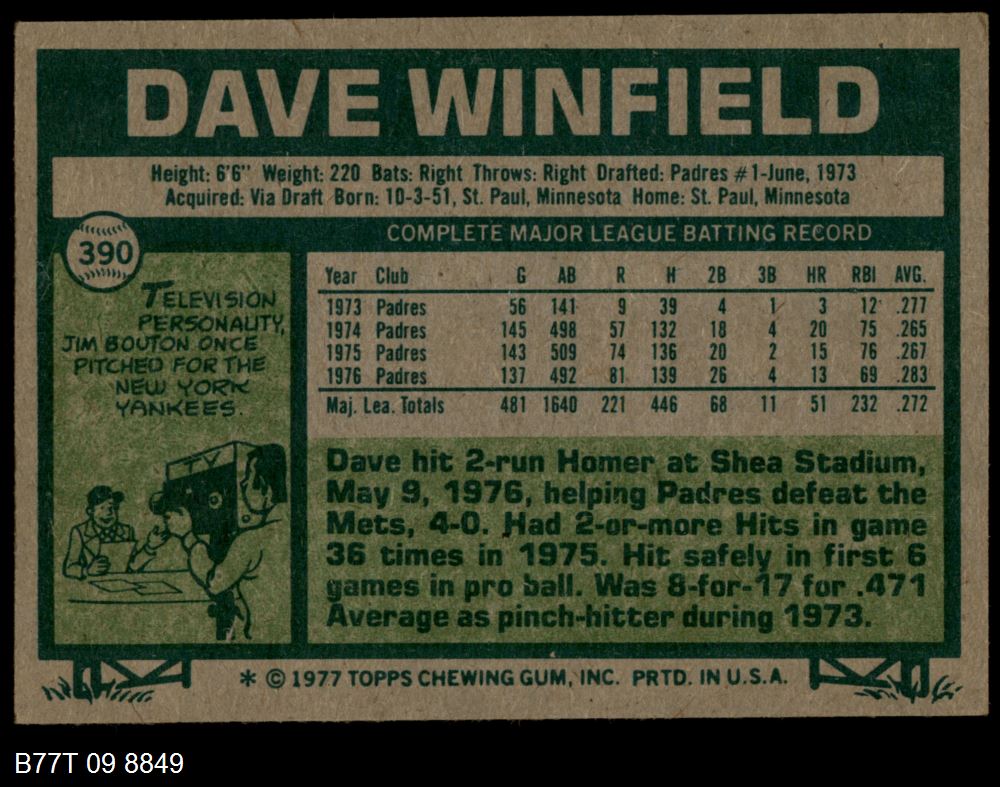 DAVE WINFIELD
Height: 6'6" Weight: 220 Bats: Right Throws: Right Drafted: Padres #1-June, 1973
Acquired: Via Draft Born: 10-3-51, St. Paul, Minnesota Home: St. Paul, Minnesota
390
COMPLETE MAJOR LEAGUE BATTING RECORD
TELEVISION
PERSONALITY,
JIM BOUTON ONCE
PITCHED FOR THE
NEW YORK
YANKEES.
TV
Year Club G AB R H 2B 3B HR RBI AVG.
1973 Padres 56 141 9 39 4 1 3 12 .277
1974 Padres 145 498 57 132 18 4 20 75 .265
1975 Padres 143 509 74 136 20 2 15 76 .267
1976 Padres 137 492 81 139 26 4 13 69 .283
Maj. Lea. Totals 481 1640 221 446 68 11 51 232 .272
Dave hit 2-run Homer at Shea Stadium,
May 9, 1976, helping Padres defeat the
Mets, 4-0. Had 2-or-more Hits in game
36 times in 1975. Hit safely in first 6
games in pro ball. Was 8-for-17 for .471
Average as pinch-hitter during 1973.
* © 1977 TOPPS CHEWING GUM, INC. PRTD. IN U.S.A.
B77T 09 8849